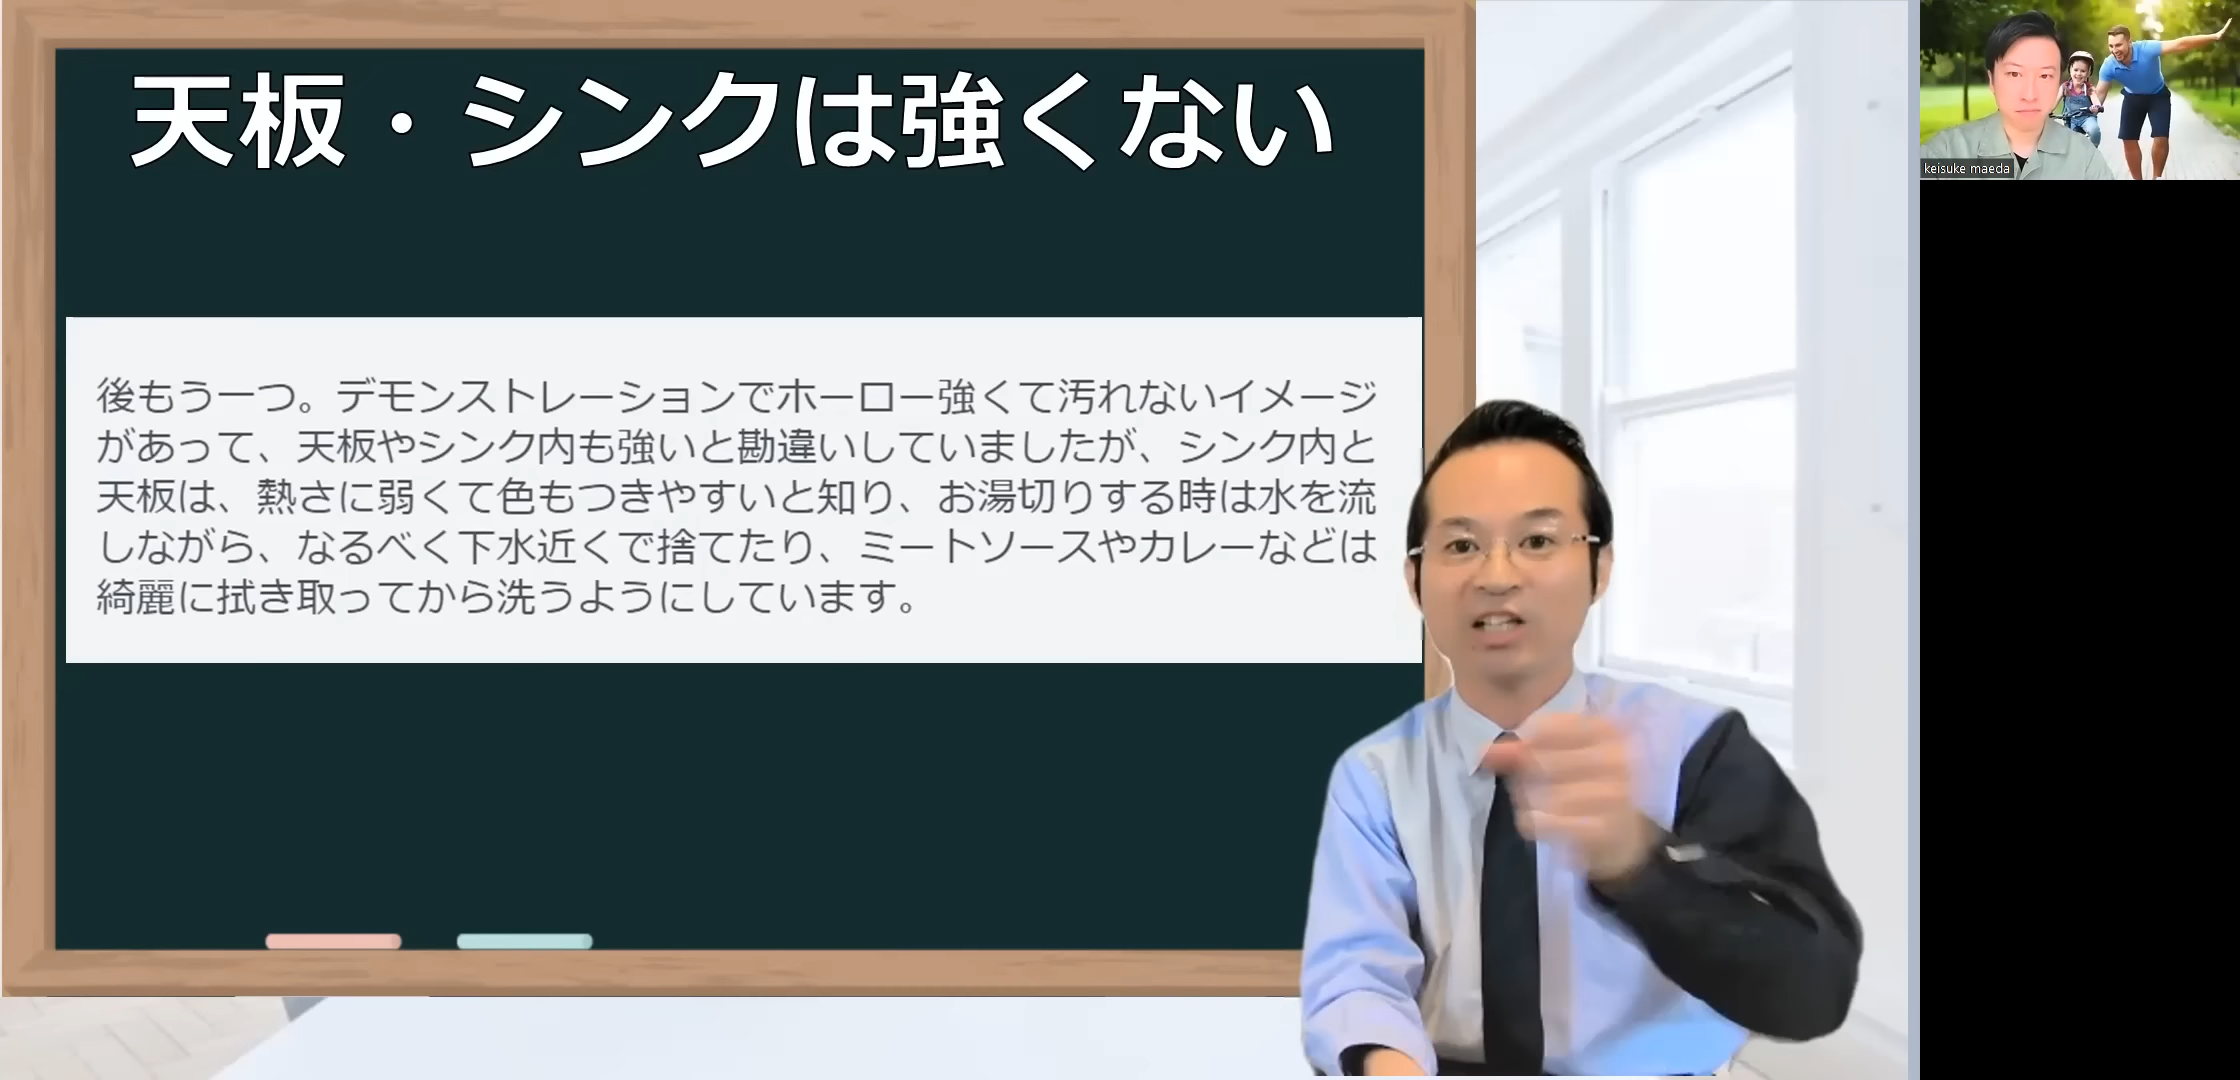 天板・シンクは強くない
後もう一つ。デモンストレーションでホーロー強くて汚れないイメージ
があって、天板やシンク内も強いと勘違いしていましたが、シンク内と
天板は、熱さに弱くて色もつきやすいと知り、お湯切りする時は水を流
しながら、なるべく下水近くで捨てたり、ミートソースやカレーなどは
綺麗に拭き取ってから洗うようにしています。
keisuke maeda